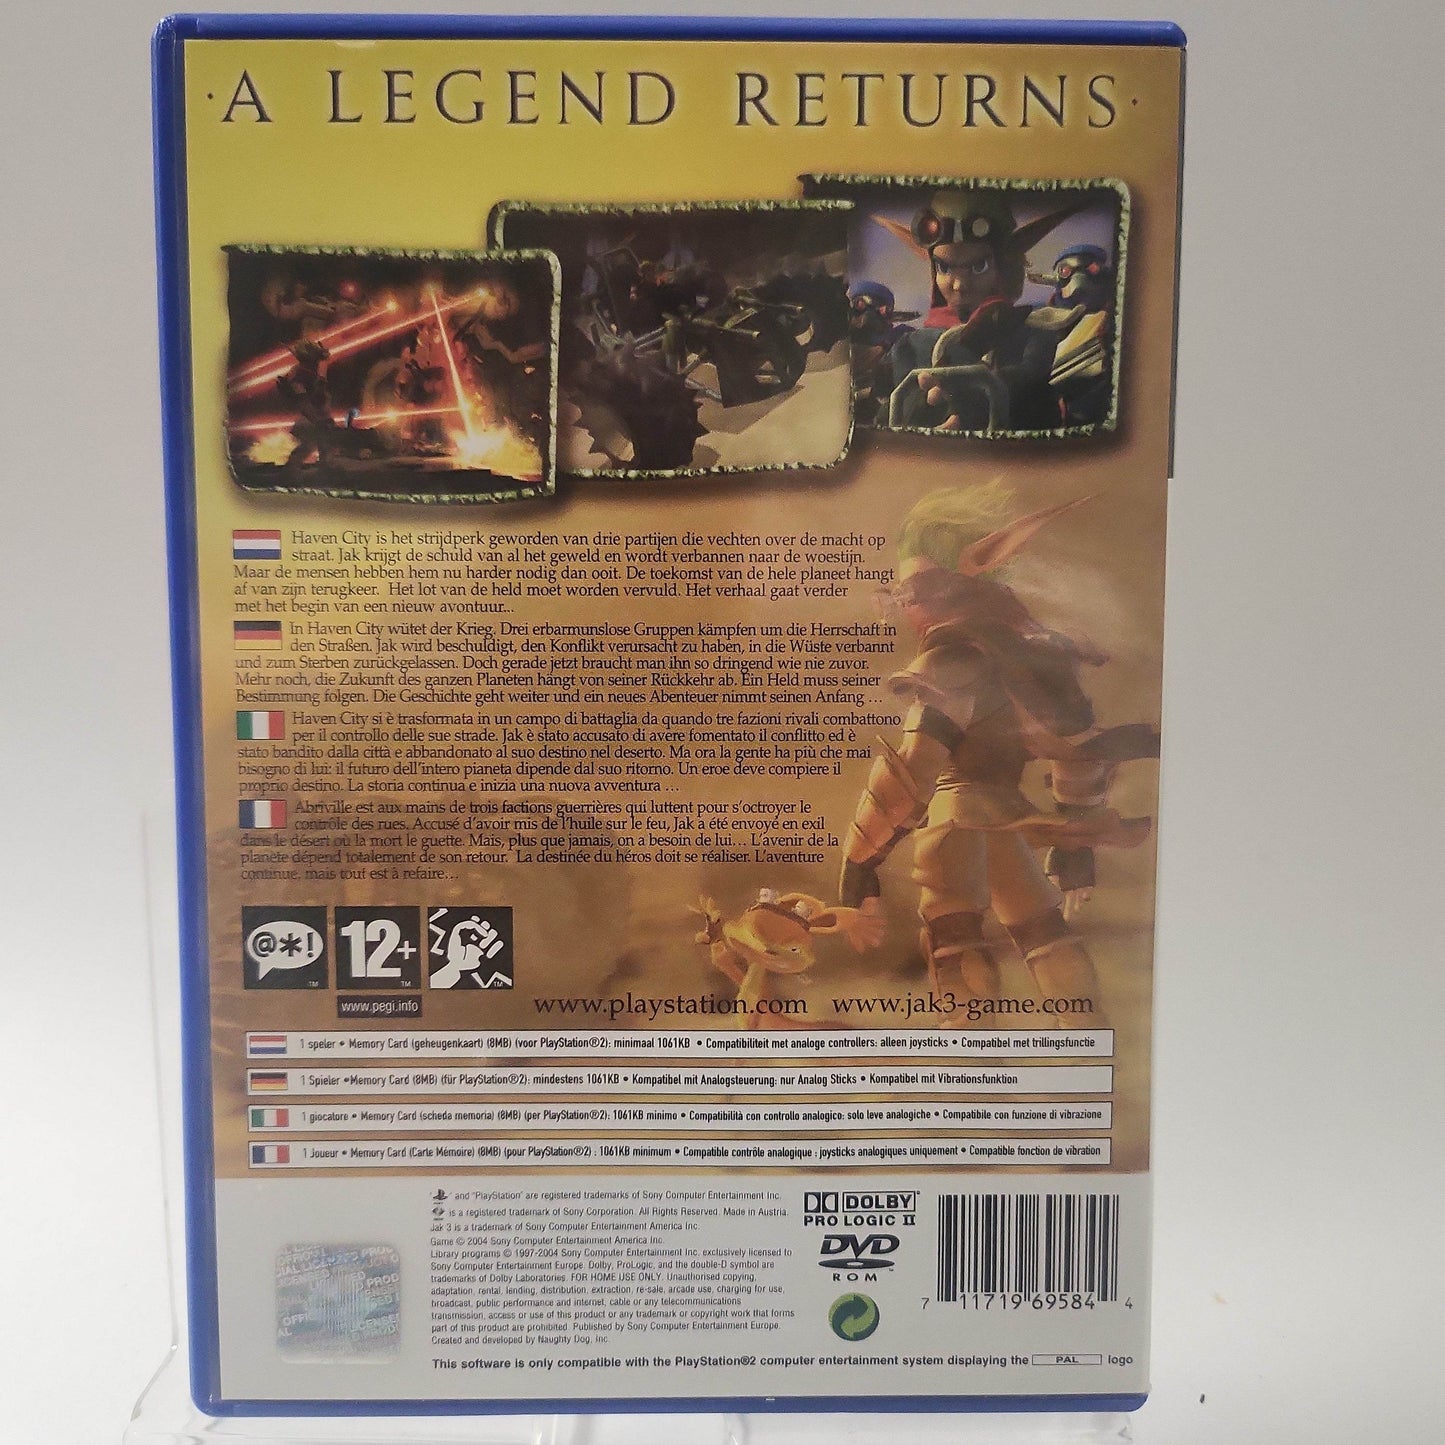 ·A LEGEND RETURNS·
Haven City is het strijdperk geworden van drie partijen die vechten over de macht op
straat. Jak krijgt de schuld van al het geweld en wordt verbannen naar de woestijn.
Maar de mensen hebben hem nu harder nodig dan ooit. De toekomst van de hele planeet hangt
af van zijn terugkeer. Het lot van de held moet worden vervuld. Het verhaal gaat verder
met het begin van een nieuw avontuur...
In Haven City wütet der Krieg. Drei erbarmunslose Gruppen kämpfen um die Herrschaft in
den Straßen. Jak wird beschuldigt, den Konflikt verursacht zu haben, in die Wüste verbannt
und zum Sterben zurückgelassen. Doch gerade jetzt braucht man ihn so dringend wie nie zuvor.
Mehr noch, die Zukunft des ganzen Planeten hängt von seiner Rückkehr ab. Ein Held muss seiner
Bestimmung folgen. Die Geschichte geht weiter und ein neues Abenteuer nimmt seinen Anfang …
Haven City si è trasformata in un campo di battaglia da quando tre fazioni rivali combattono
per il controllo delle sue strade. Jak è stato accusato di avere fomentato il conflitto ed è
stato bandito dalla città e abbandonato al suo destino nel deserto. Ma ora la gente ha più che mai
bisogno di lui: il futuro dell'intero pianeta dipende dal suo ritorno. Un eroe deve compiere il
proprio destino. La storia continua e inizia una nuova avventura …
Abriville est aux mains de trois factions guerrières qui luttent pour s'octroyer le
contrôle des rues. Accusé d'avoir mis de l'huile sur le feu, Jak a été envoyé en exil
dans le désert où la mort le guette. Mais, plus que jamais, on a besoin de lui… L'avenir de la
planète dépend totalement de son retour. La destinée du héros doit se réaliser. L'aventure
continue, mais tout est à refaire…
@*! TM
12+ TM
TM
www.pegi.info
www.playstation.com www.jak3-game.com
1 speler • Memory Card (geheugenkaart) (8MB) (voor PlayStation®2): minimaal 1061KB • Compatibiliteit met analoge controllers: alleen joysticks • Compatibel met trillingsfunctie
1 Spieler •Memory Card (8MB) (für PlayStation®2): mindestens 1061KB • Kompatibel mit Analogsteuerung: nur Analog Sticks • Kompatibel mit Vibrationsfunktion
1 giocatore • Memory Card (scheda memoria) (8MB) (per PlayStation®2): 1061KB minimo • Compatibilità con controllo analogico: solo leve analogiche • Compatibile con funzione di vibrazione
1 Joueur • Memory Card (Carte Mémoire) (8MB) (pour PlayStation®2) : 1061KB minimum • Compatible contrôle analogique : joysticks analogiques uniquement • Compatible fonction de vibration
" " and "PlayStation" are registered trademarks of Sony Computer Entertainment Inc.
" " is a registered trademark of Sony Corporation. All Rights Reserved. Made in Austria.
Jak 3 is a trademark of Sony Computer Entertainment America Inc.
Game © 2004 Sony Computer Entertainment America Inc.
Library programs © 1997-2004 Sony Computer Entertainment Inc. exclusively licensed to
Sony Computer Entertainment Europe. Dolby, ProLogic, and the double-D symbol are
trademarks of Dolby Laboratories. FOR HOME USE ONLY. Unauthorised copying,
adaptation, rental, lending, distribution, extraction, re-sale, arcade use, charging for use,
broadcast, public performance and internet, cable or any telecommunications
transmission, access or use of this product or any trademark or copyright work that forms
part of this product are prohibited. Published by Sony Computer Entertainment Europe.
Created and developed by Naughty Dog, Inc.
DOLBY
PRO LOGIC II
DVD
ROM
7 11719 69584 4
This software is only compatible with the PlayStation®2 computer entertainment system displaying the PAL logo